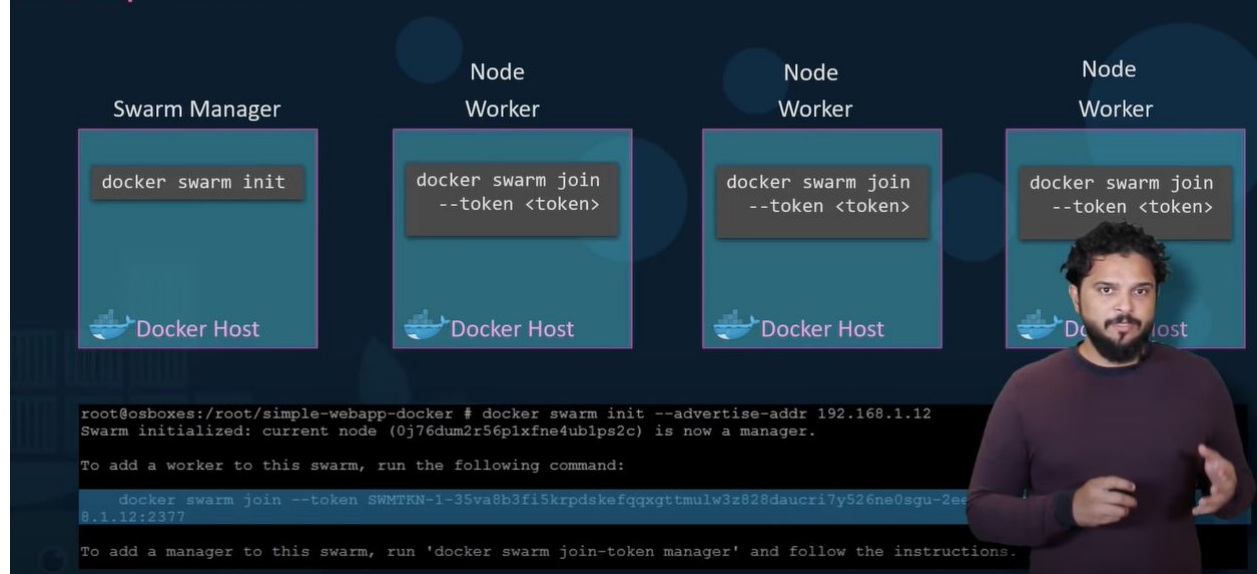 Swarm Manager
docker swarm init
Docker Host
Node
Worker
docker swarm join
--token <token>
Docker Host
Node
Worker
docker swarm join
--token <token>
Docker Host
Node
Worker
docker swarm join
--token <token>
root@osboxes:/root/simple-webapp-docker # docker swarm init --advertise-addr 192.168.1.12
Swarm initialized: current node (0j76dum2r56p1xfne4ub1ps2c) is now a manager.
To add a worker to this swarm, run the following command:
docker swarm join --token
8.1.12:2377
To add a manager to this swarm, run 'docker swarm join-token manager' and follow the instructions.